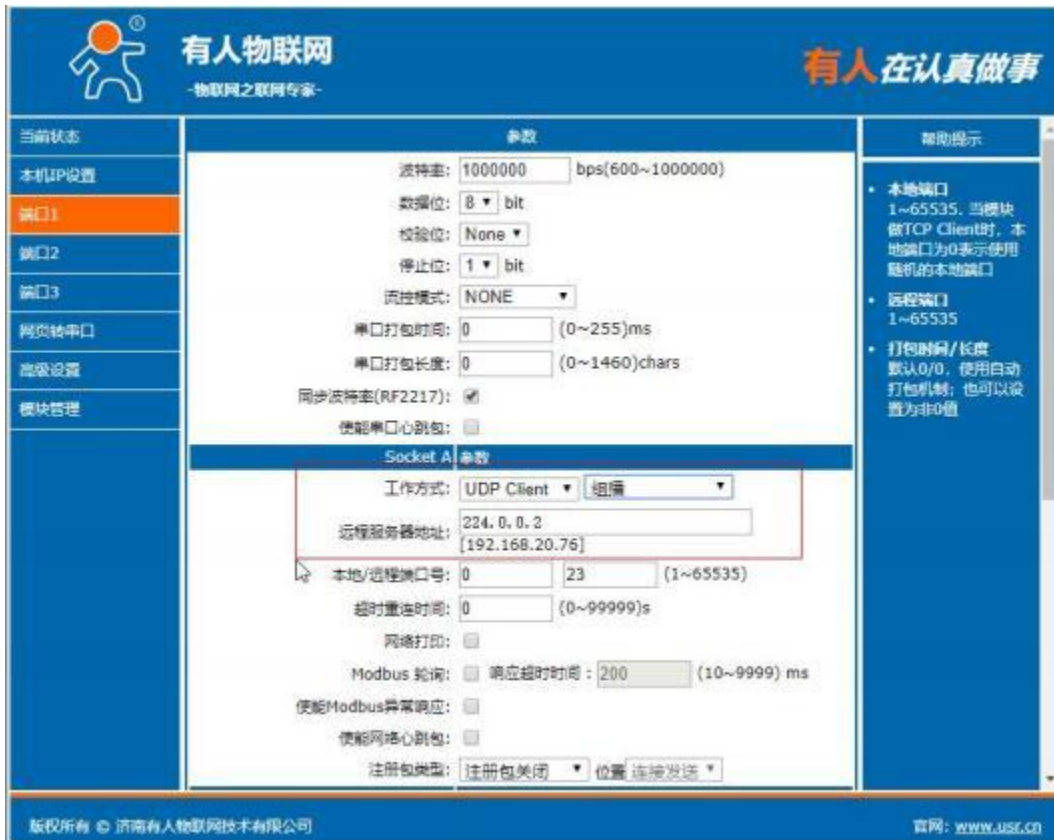 ®
有人物联网
-物联网之联网专家-
有人在认真做事
当前状态
本机IP设置
端口1
端口2
端口3
网页转串口
高级设置
模块管理
参数
波特率: 1000000 bps(600~1000000)
数据位: 8 bit
校验位: None
停止位: 1 bit
流控模式: NONE
串口打包时间: 0 (0~255)ms
串口打包长度: 0 (0~1460)chars
同步波特率(RF2217):
使能串口心跳包:
Socket A 参数
工作方式: UDP Client 组播
远程服务器地址: 224.0.0.2
[192.168.20.76]
本地/远程端口号: 0 23 (1~65535)
超时重连时间: 0 (0~99999)s
网络打印:
Modbus 轮询: 响应超时时间: 200 (10~9999) ms
使能Modbus异常响应:
使能网络心跳包:
注册包类型: 注册包关闭 位置 连接发送
帮助提示
• 本地端口
1~65535. 当模块
做TCP Client时, 本
地端口为0表示使用
随机的本地端口
• 远程端口
1~65535
• 打包时间/长度
默认0/0, 使用自动
打包机制; 也可以设
置为非0值
版权所有 © 济南有人物联网技术有限公司
官网: www.usr.cn